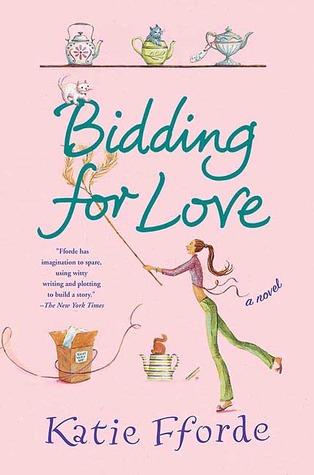 Bidding
for Love
"Fforde has
imagination to spare,
using witty
writing and plotting
to build a story."
–The New York Times
a novel
Katie Fforde